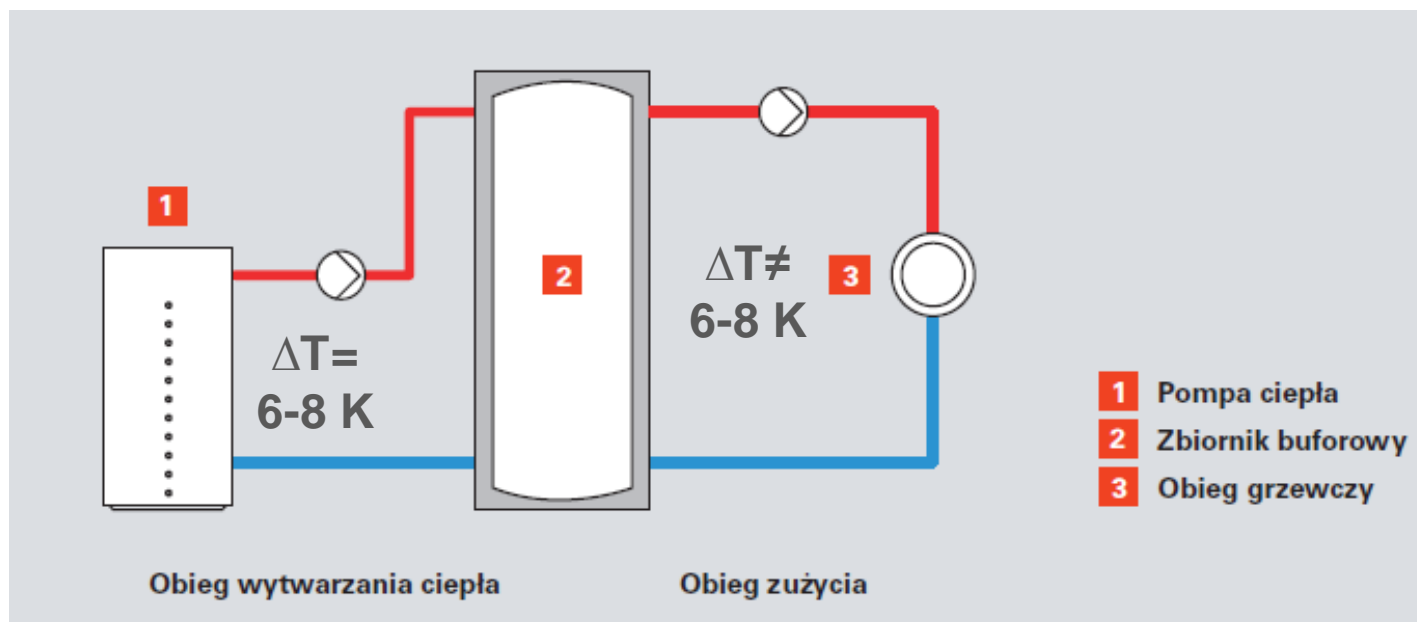 1
2
ΔT≠
6-8 K
3
ΔT=
6-8 K
1 Pompa ciepła
2 Zbiornik buforowy
3 Obieg grzewczy
Obieg wytwarzania ciepła
Obieg zużycia